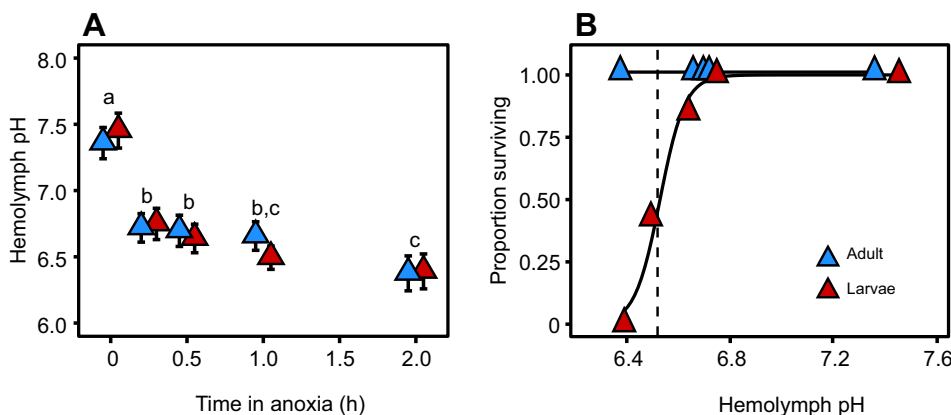 A
8.0
7.5
7.0
6.5
6.0
Hemolymph pH
a
b
b
b,c
c
0
0.5
1.0
1.5
2.0
Time in anoxia (h)
B
1.00
0.75
0.50
0.25
0
Proportion surviving
Adult
Larvae
6.4
6.8
7.2
7.6
Hemolymph pH